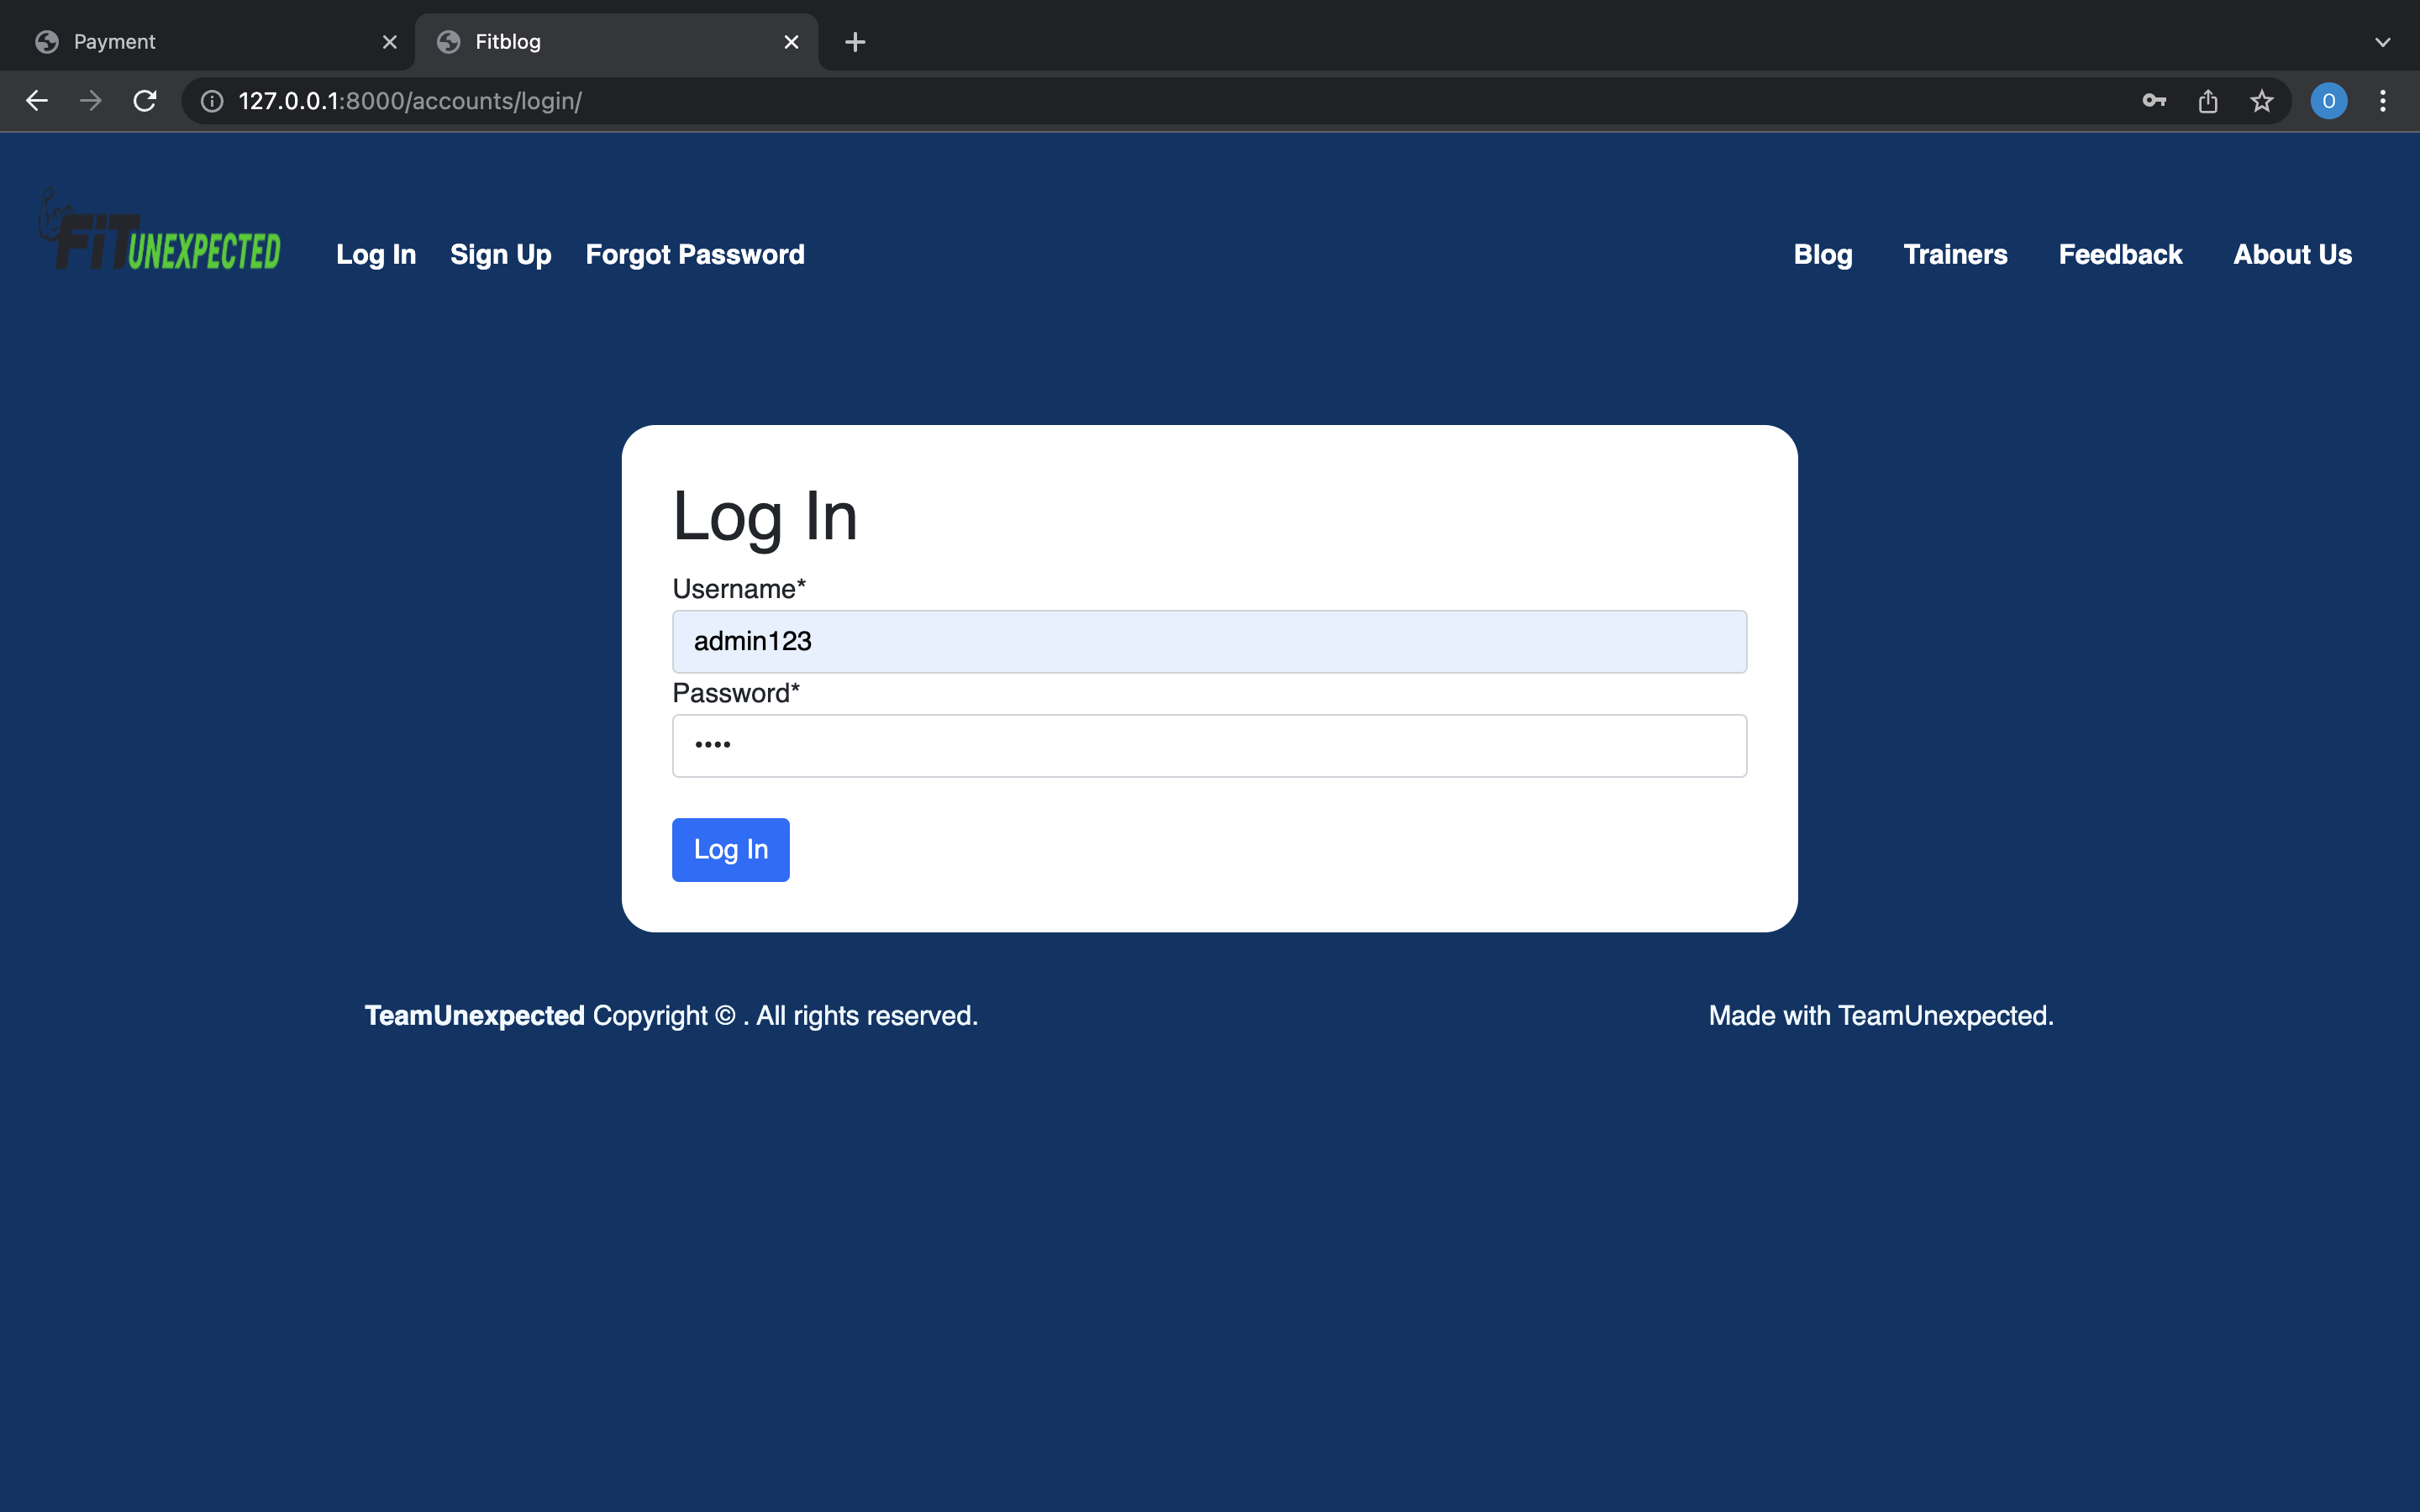 Payment
Fitblog
127.0.0.1:8000/accounts/login/
O
FiT UNEXPECTED
Log In Sign Up Forgot Password Blog Trainers Feedback About Us
Log In
Username*
admin123
Password*
••••
Log In
TeamUnexpected Copyright © . All rights reserved. Made with TeamUnexpected.